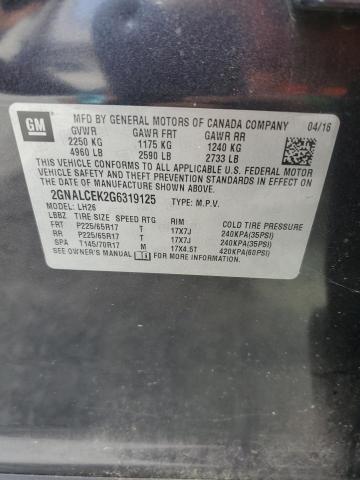 GM
MFD BY GENERAL MOTORS OF CANADA COMPANY 04/16
GVWR GAWR FRT GAWR RR
2250 KG 1175 KG 1240 KG
4960 LB 2590 LB 2733 LB
THIS VEHICLE CONFORMS TO ALL APPLICABLE U.S. FEDERAL MOTOR
VEHICLE SAFETY AND THEFT PREVENTION STANDARDS IN EFFECT ON
THE DATE OF MANUFACTURE SHOWN ABOVE.
2GNALCEK2G6319125 TYPE: M.P.V.
MODEL: LH26
LBBZ TIRE SIZE SPEED RTG RIM COLD TIRE PRESSURE
FRT P225/65R17 T 17X7J 240KPA(35PSI)
RR P225/65R17 T 17X7J 240KPA(35PSI)
SPA T145/70R17 M 17X4.5T 420KPA(60PSI)
SEE OWNER'S MANUAL FOR MORE INFORMATION.